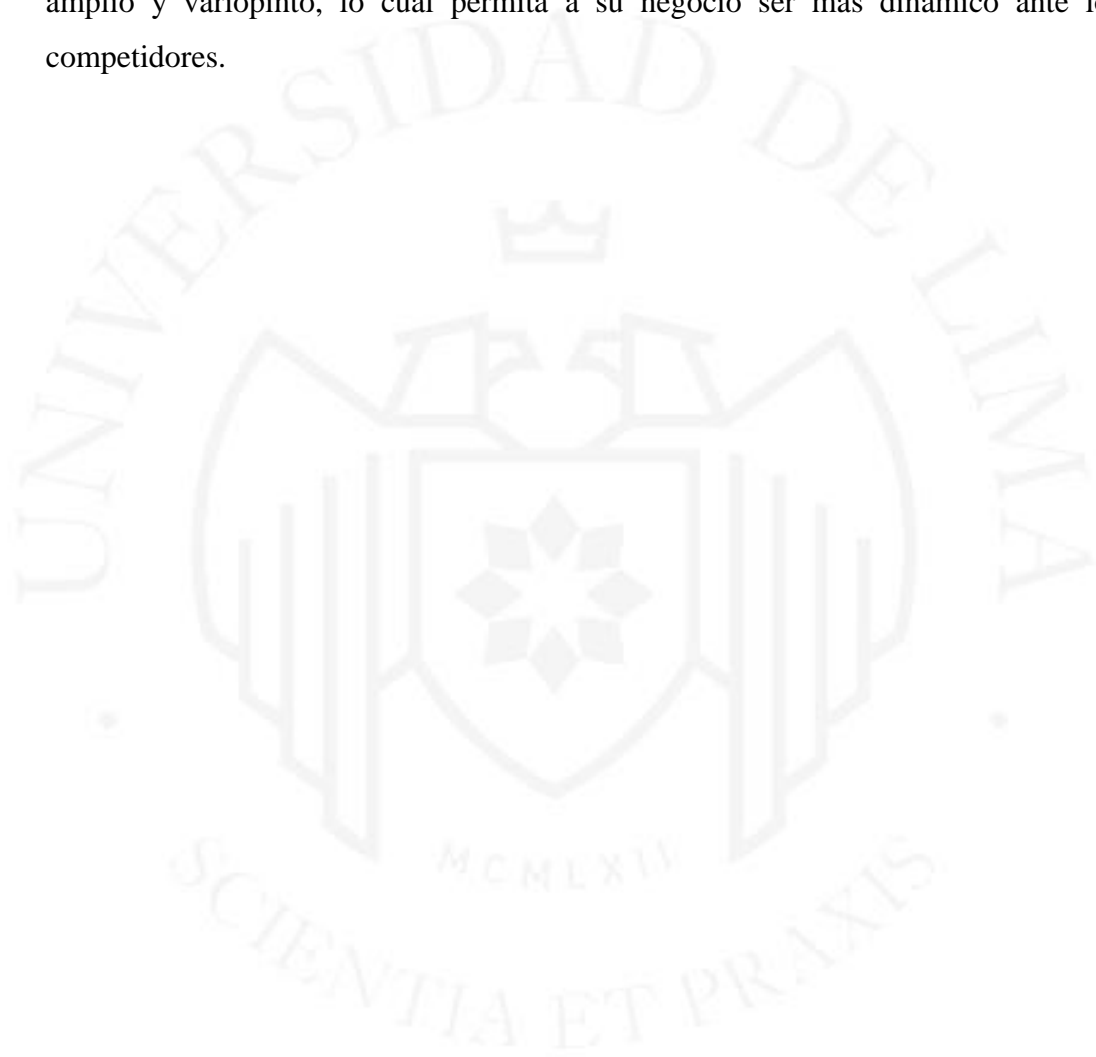 amplio y variopinto, lo cual permita a su negocio ser más dinámico ante
competidores.
UNIVERSIDAD DE LIMA
MCMLXII
SCIENTIA ET PRAXIS